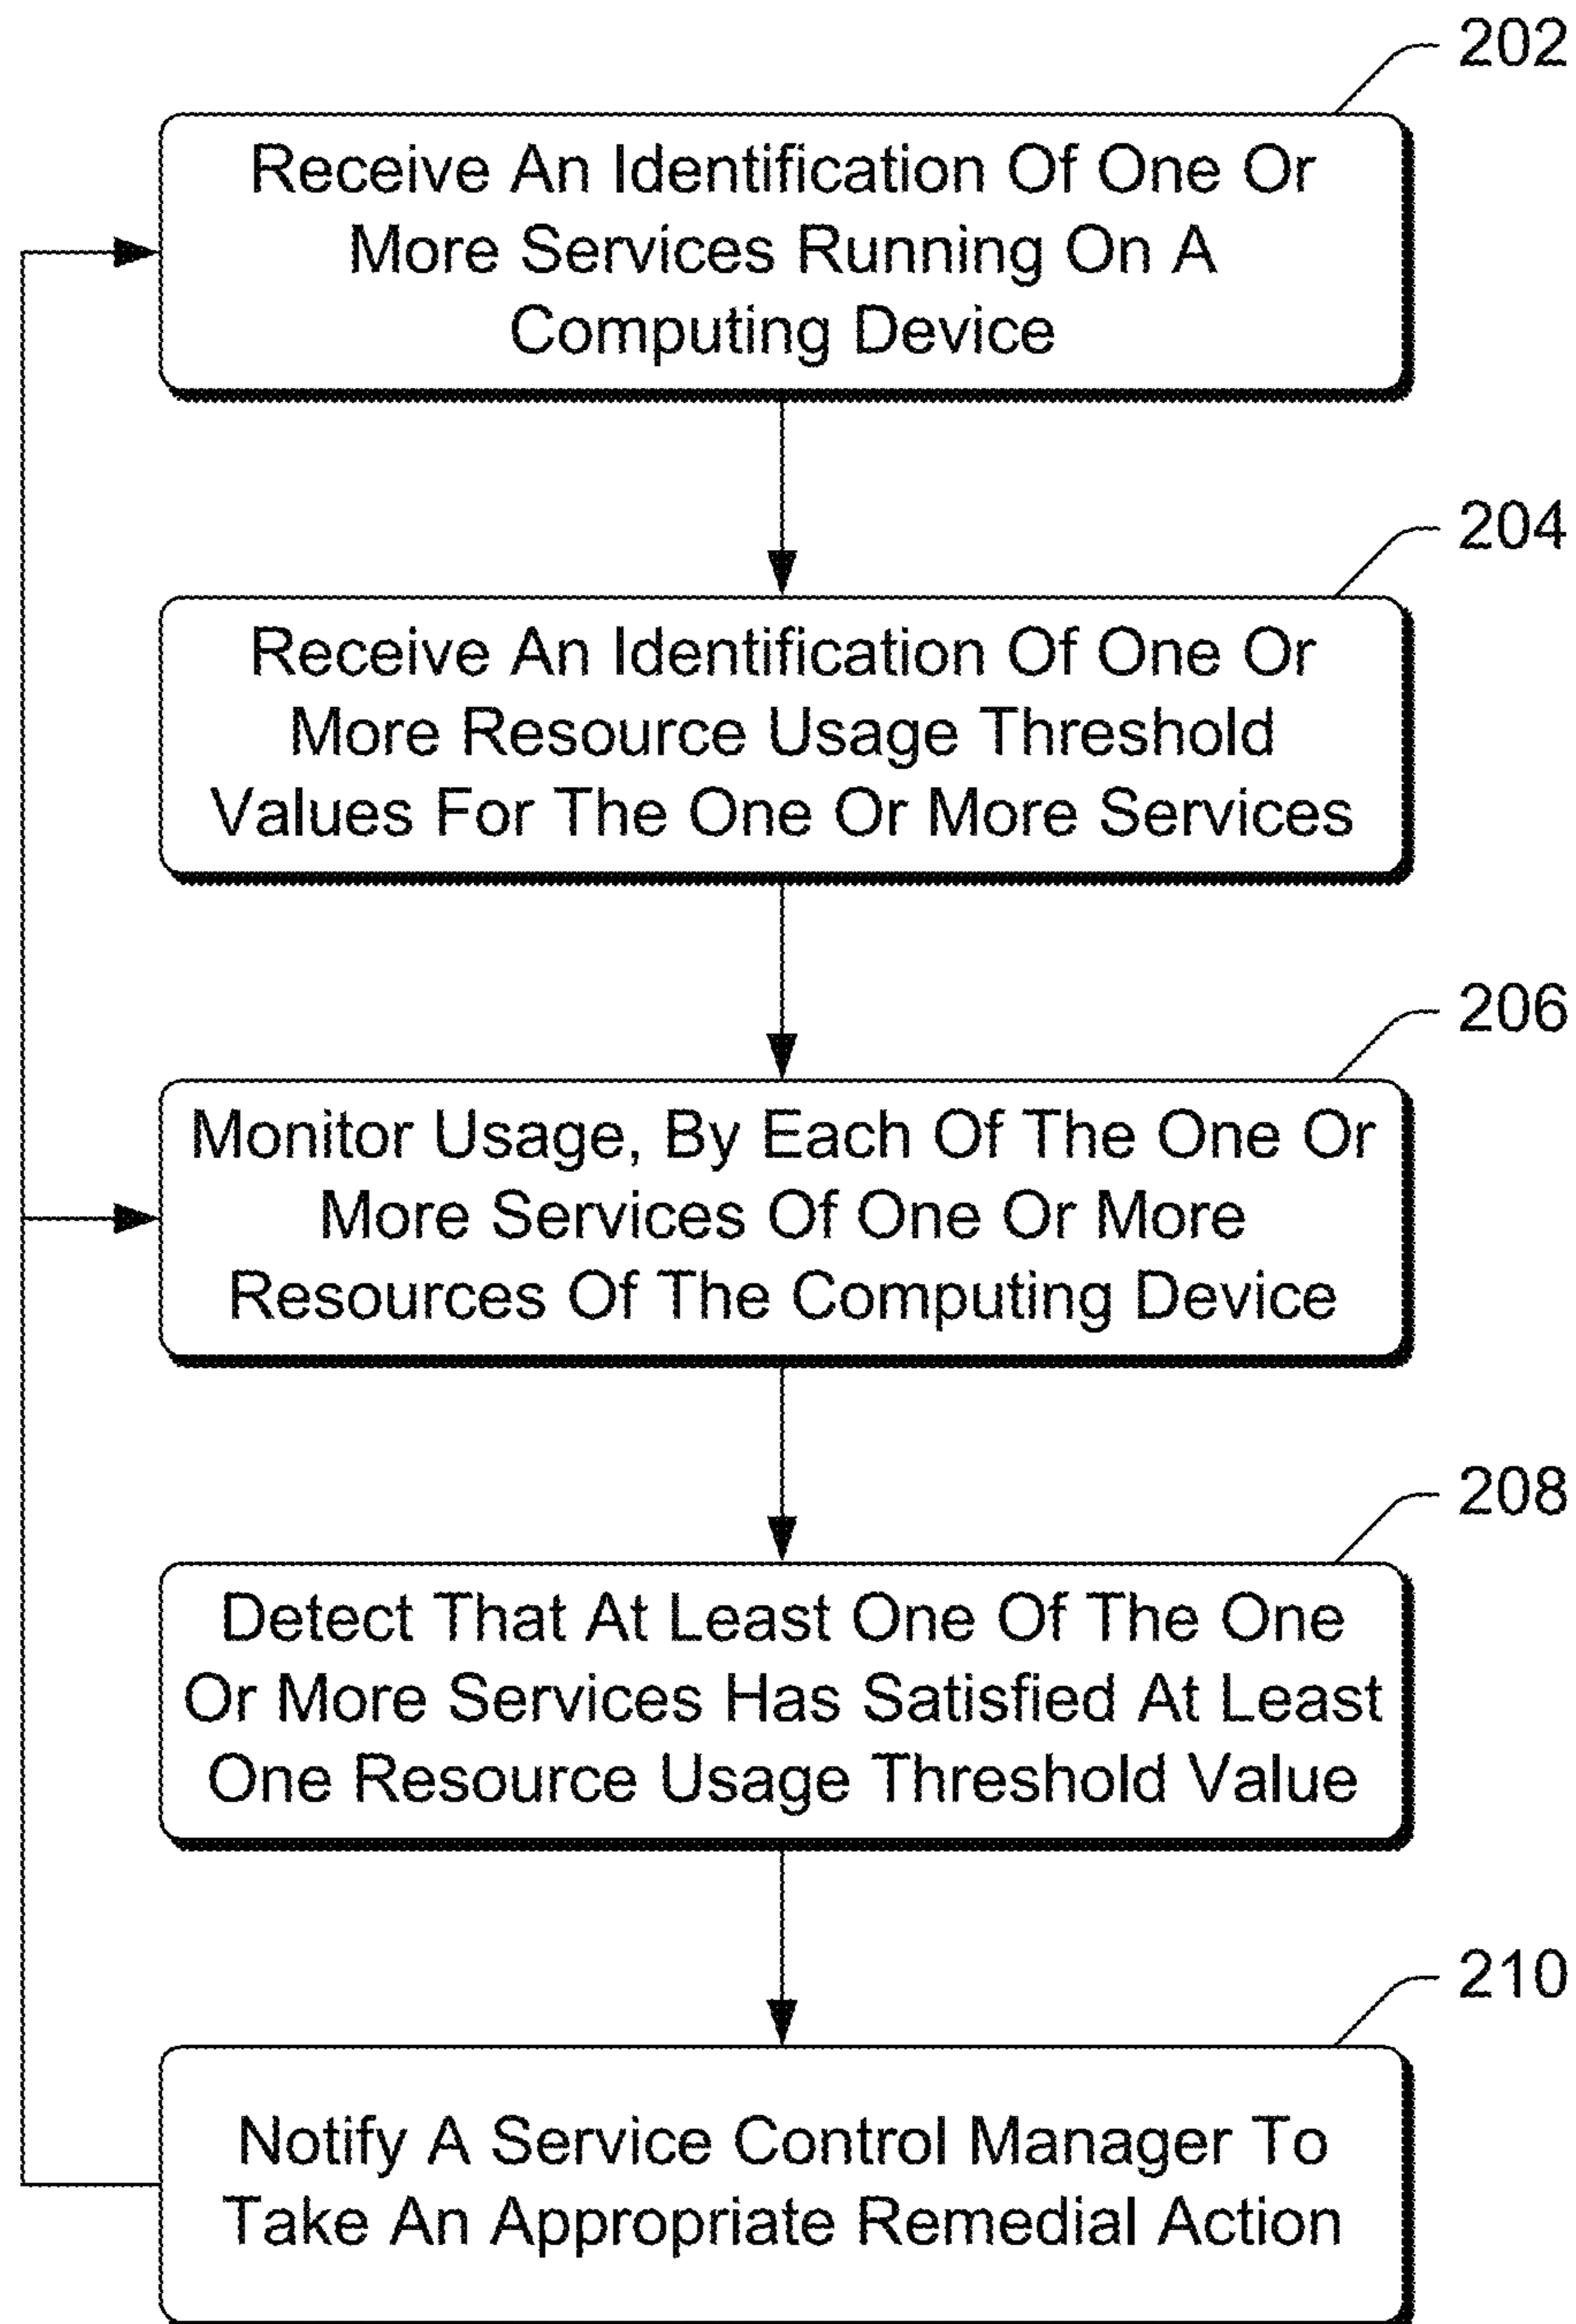 202
Receive An Identification Of One Or
More Services Running On A
Computing Device
204
Receive An Identification Of One Or
More Resource Usage Threshold
Values For The One Or More Services
206
Monitor Usage, By Each Of The One Or
More Services Of One Or More
Resources Of The Computing Device
208
Detect That At Least One Of The One
Or More Services Has Satisfied At Least
One Resource Usage Threshold Value
210
Notify A Service Control Manager To
Take An Appropriate Remedial Action